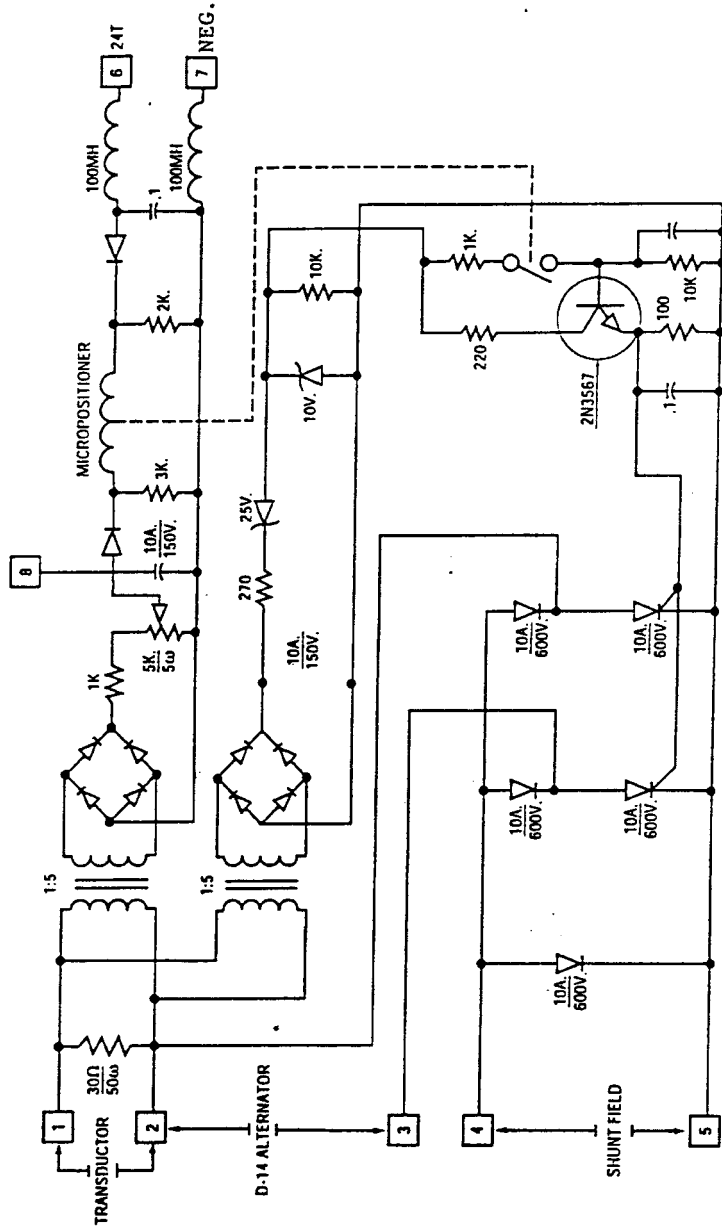 1:5
1K
5K.
5ω
8
10A.
150V.
3K.
MICROPOSITIONER
2K.
.1
100MH
100MH
6
24T
7
NEG.
30Ω
50ω
1
2
TRANSDUCTOR
1:5
270
25V.
10A.
150V.
10V.
10K.
D-14 ALTERNATOR
3
220
1K.
2N3567
.1
100
10K
4
5
SHUNT FIELD
10A.
600V.
10A.
600V.
10A.
600V.
10A.
600V.
10A.
600V.